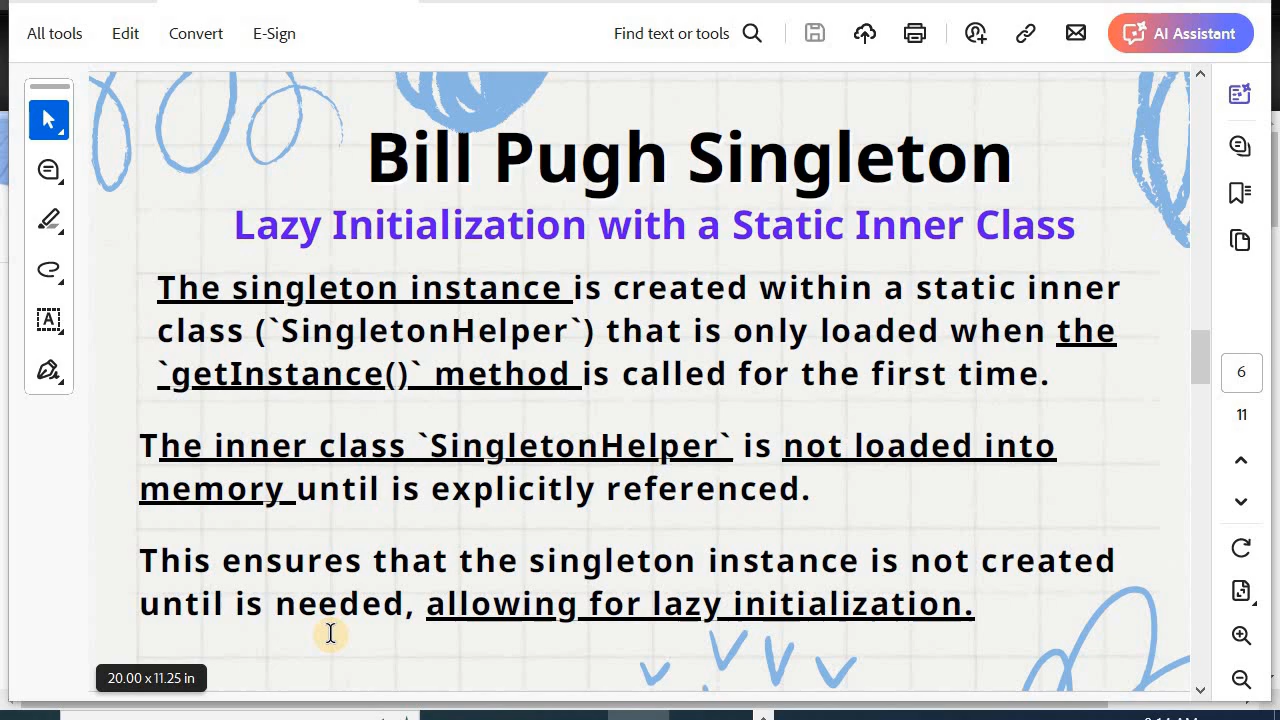 All tools Edit Convert E-Sign Find text or tools AI Assistant
Bill Pugh Singleton
Lazy Initialization with a Static Inner Class
The singleton instance is created within a static inner
class (`SingletonHelper`) that is only loaded when the
`getInstance()` method is called for the first time.
The inner class `SingletonHelper` is not loaded into
memory until is explicitly referenced.
This ensures that the singleton instance is not created
until is needed, allowing for lazy initialization.
6
11
20.00 x 11.25 in